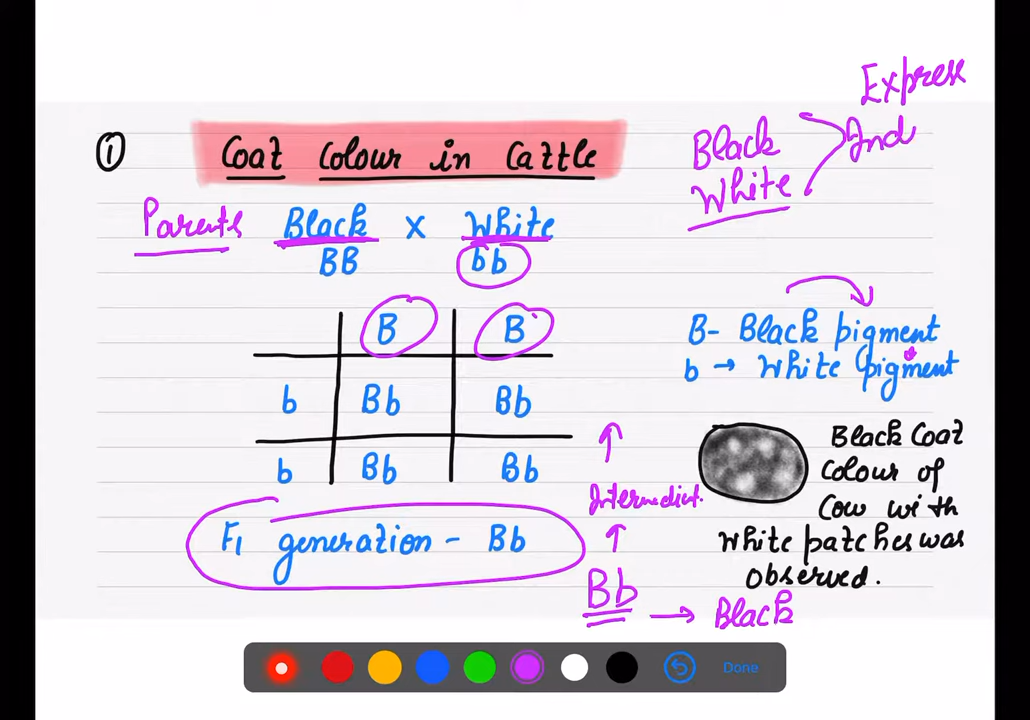 ① Coat Colour in Cattle
Express
Black
Ind
White
Parents Black x White
BB bb
B B
b Bb Bb
b Bb Bb
B- Black pigment
b → White pigment
Black Coat
colour of
Cow with
white patches was
observed.
Intermediat.
F1 generation - Bb
Bb → Black
Done